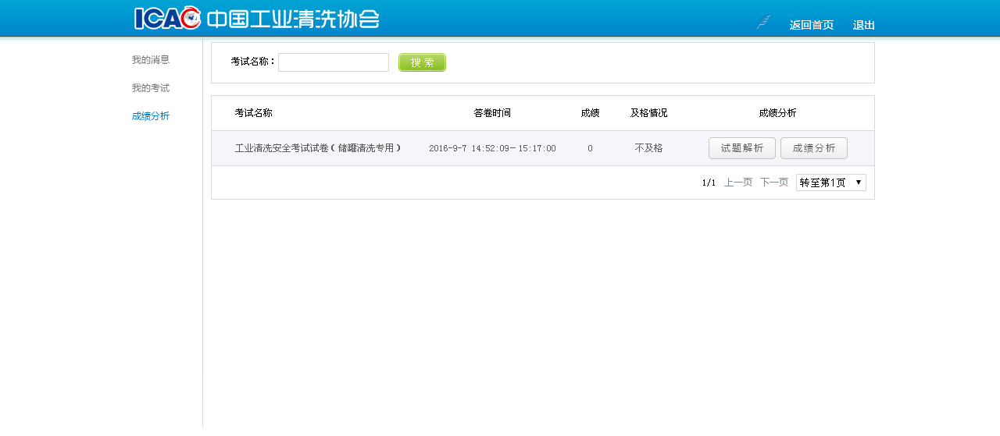 ICAC 中国工业清洗协会
返回首页 退出
我的消息
我的考试
成绩分析
考试名称：
搜 索
考试名称 答卷时间 成绩 及格情况 成绩分析
工业清洗安全考试试卷（储罐清洗专用） 2016-9-7 14:52:09－15:17:00 0 不及格 试题解析 成绩分析
1/1 上一页 下一页 转至第1页